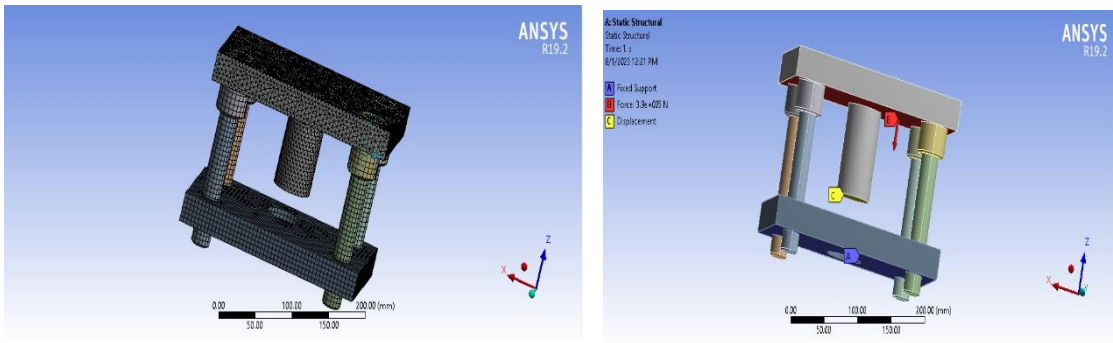 ANSYS
R19.2
Z
X
0.00 100.00 200.00 (mm)
50.00 150.00
A: Static Structural
Static Structural
Time: 1. s
8/1/2023 12:21 PM
A Fixed Support
B Force: 3.9e+005 N
C Displacement
ANSYS
R19.2
B
C
A
Z
X
Y
0.00 100.00 200.00 (mm)
50.00 150.00